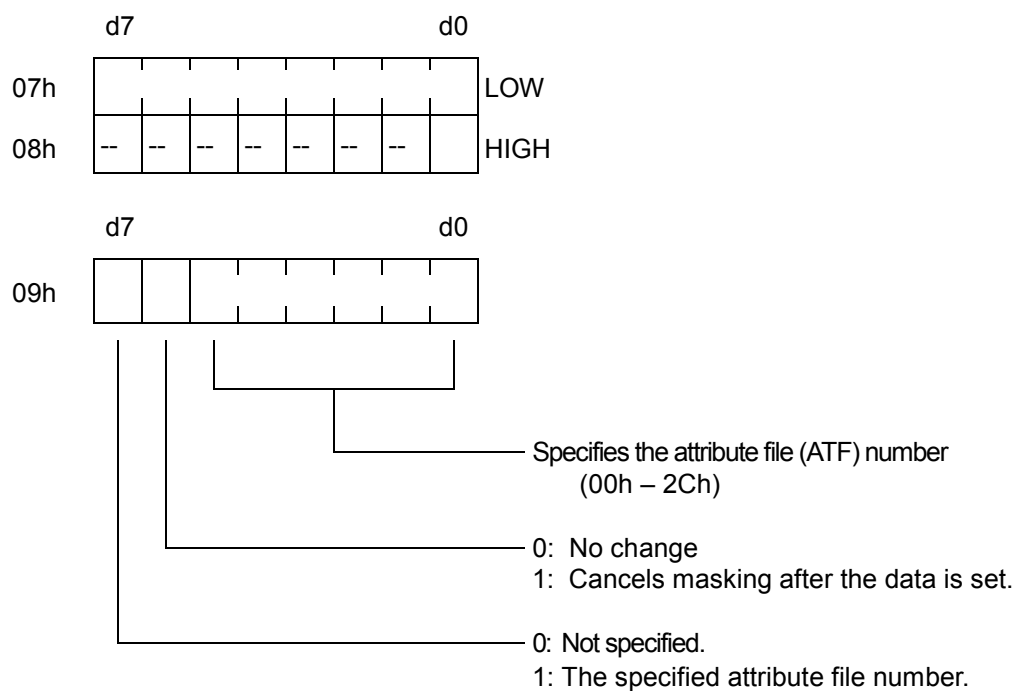 d7 d0
07h LOW
08h -- -- -- -- -- -- -- HIGH
d7 d0
09h
Specifies the attribute file (ATF) number
(00h – 2Ch)
0: No change
1: Cancels masking after the data is set.
0: Not specified.
1: The specified attribute file number.